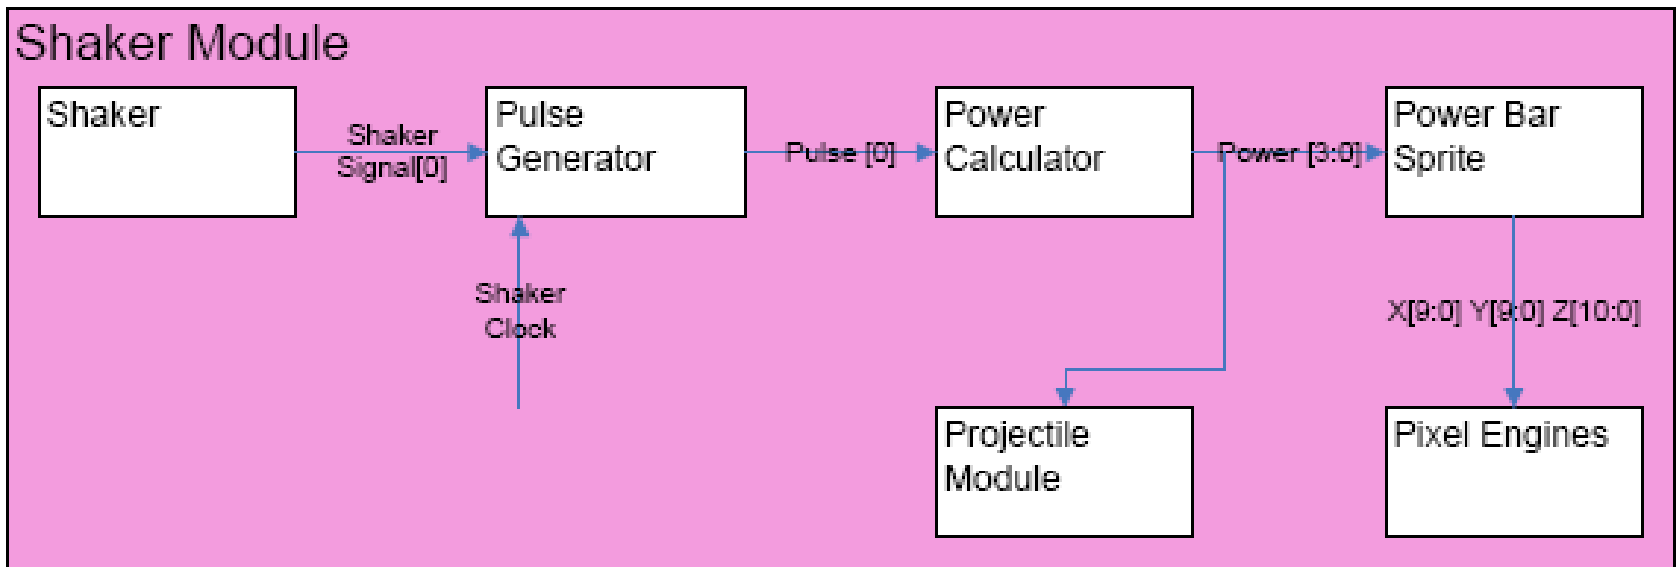 Shaker Module
Shaker
Shaker
Signal[0]
Pulse
Generator
Pulse [0]
Power
Calculator
Power [3:0]
Power Bar
Sprite
Shaker
Clock
X[9:0] Y[9:0] Z[10:0]
Projectile
Module
Pixel Engines